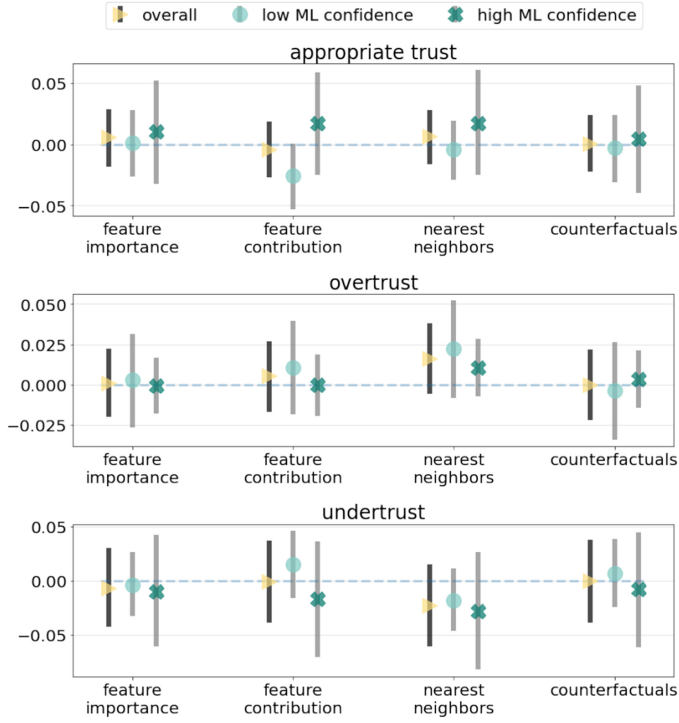 overall low ML confidence high ML confidence
appropriate trust
0.05
0.00
−0.05
feature importance feature contribution nearest neighbors counterfactuals
overtrust
0.050
0.025
0.000
−0.025
feature importance feature contribution nearest neighbors counterfactuals
undertrust
0.05
0.00
−0.05
feature importance feature contribution nearest neighbors counterfactuals